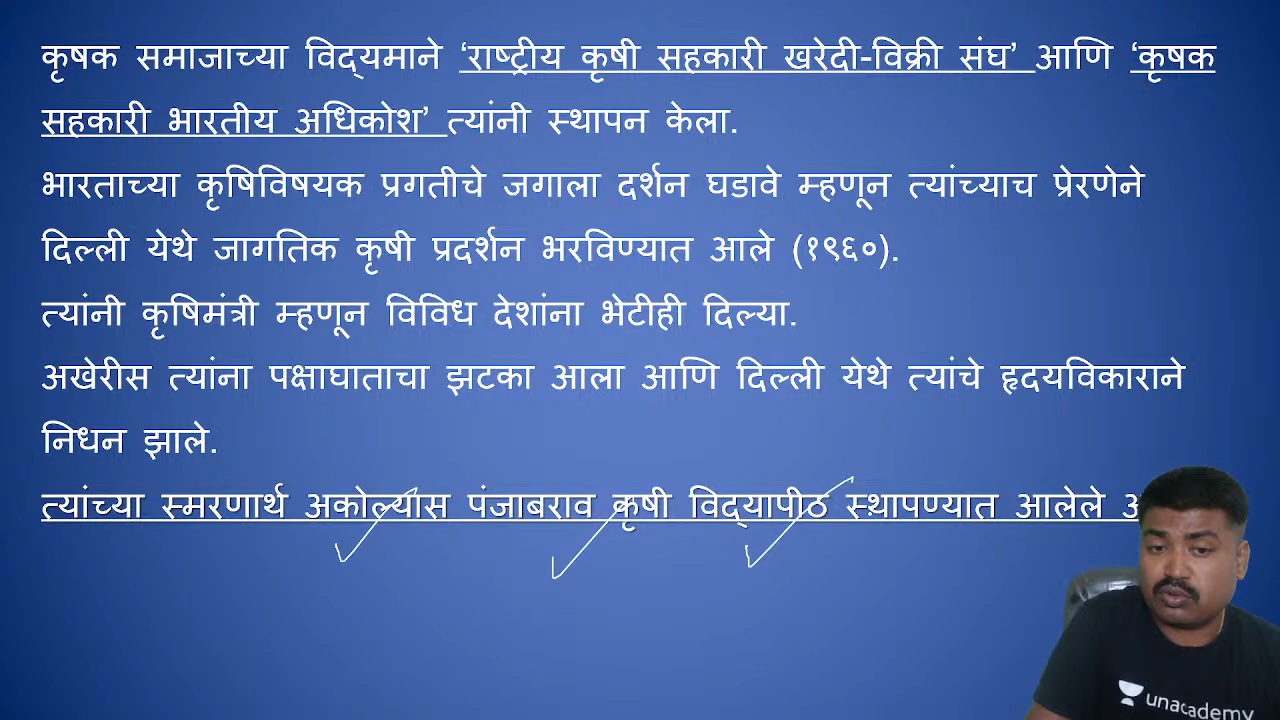 कृषक समाजाच्या विद्यमाने ‘राष्ट्रीय कृषी सहकारी खरेदी-विक्री संघ’ आणि ‘कृषक
सहकारी भारतीय अधिकोश’ त्यांनी स्थापन केला.
भारताच्या कृषिविषयक प्रगतीचे जगाला दर्शन घडावे म्हणून त्यांच्याच प्रेरणेने
दिल्ली येथे जागतिक कृषी प्रदर्शन भरविण्यात आले (१९६०).
त्यांनी कृषिमंत्री म्हणून विविध देशांना भेटीही दिल्या.
अखेरीस त्यांना पक्षाघाताचा झटका आला आणि दिल्ली येथे त्यांचे हृदयविकाराने
निधन झाले.
त्यांच्या स्मरणार्थ अकोल्यास पंजाबराव कृषी विद्यापीठ स्थापण्यात आलेले
unacademy